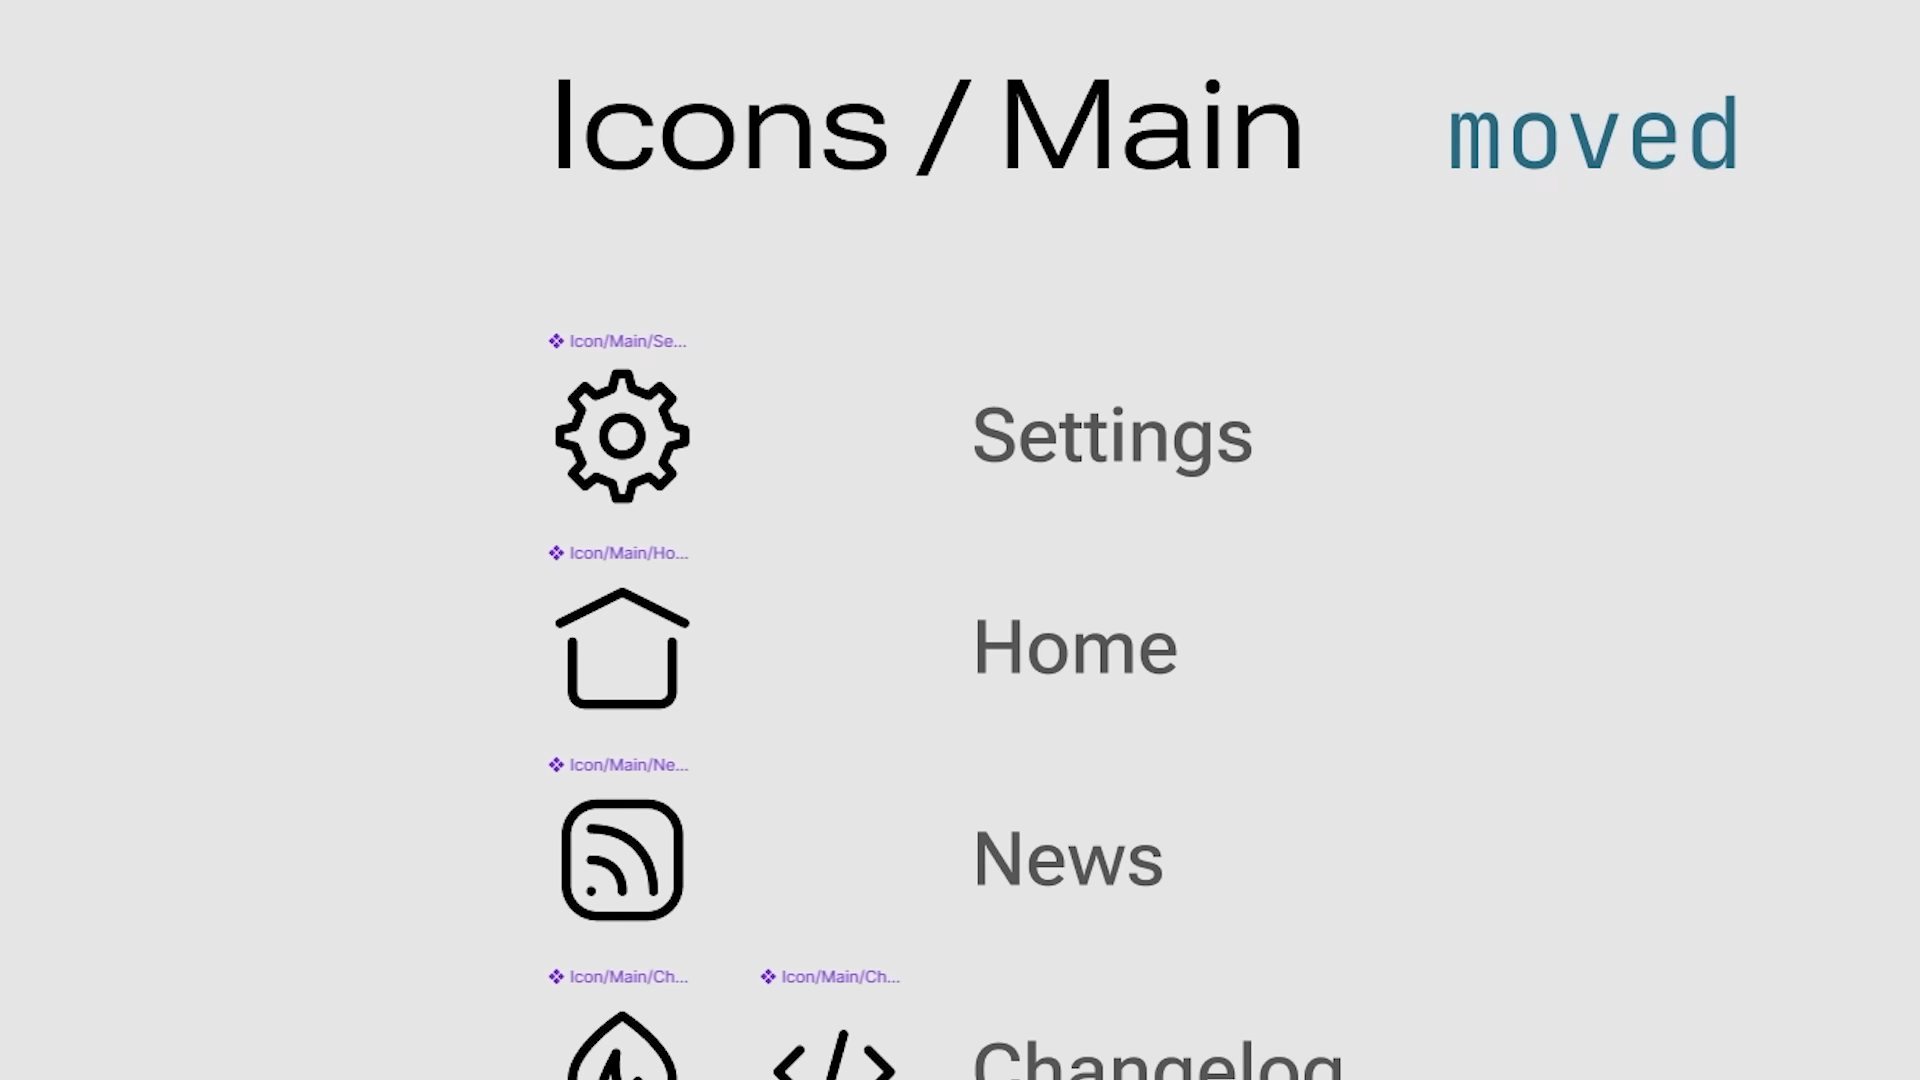 Icons / Main moved
Icon/Main/Se...
Settings
Icon/Main/Ho...
Home
Icon/Main/Ne...
News
Icon/Main/Ch... Icon/Main/Ch...
Changelog